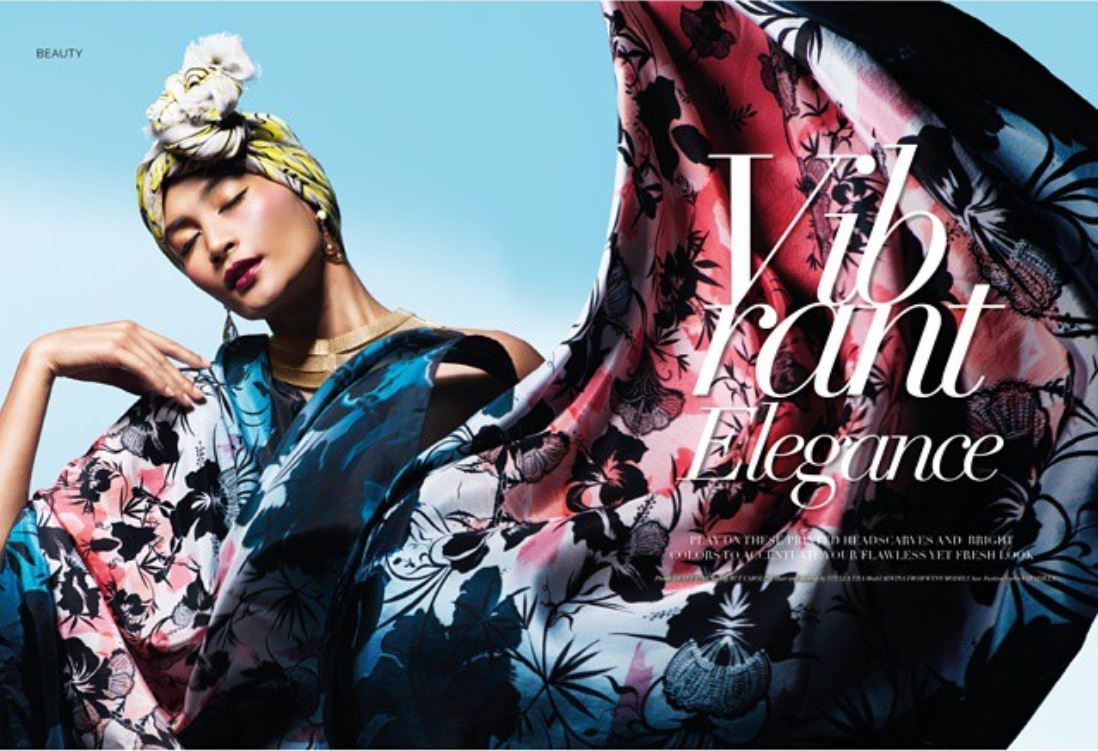 BEAUTY
Vib
rant
Elegance
PLAY ON THESE PRINTED HEADSCARVES AND BRIGHT
COLORS TO ACCENTUATE YOUR FLAWLESS YET FRESH LOOK